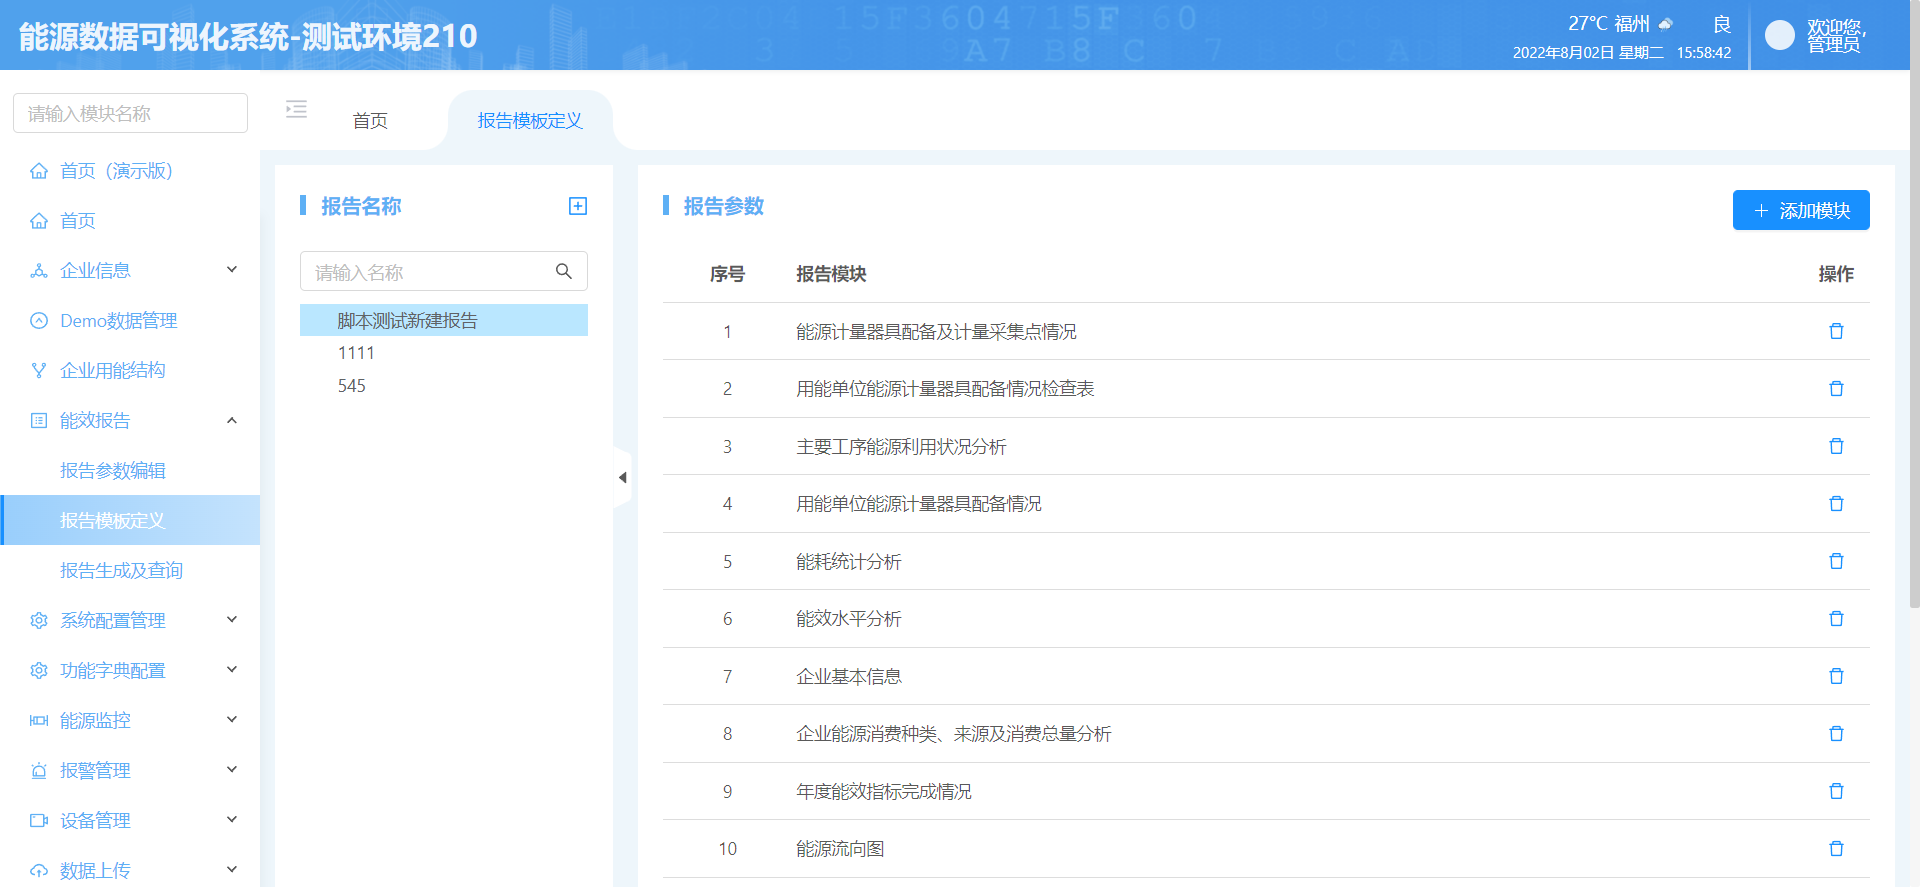 能源数据可视化系统-测试环境210
27°C 福州 良
2022年8月02日 星期二 15:58:42
欢迎您,
管理员
请输入模块名称
首页（演示版）
首页
企业信息
Demo数据管理
企业用能结构
能效报告
报告参数编辑
报告模板定义
报告生成及查询
系统配置管理
功能字典配置
能源监控
报警管理
设备管理
数据上传
首页
报告模板定义
报告名称
请输入名称
脚本测试新建报告
1111
545
报告参数
添加模块
序号 报告模块 操作
1 能源计量器具配备及计量采集点情况
2 用能单位能源计量器具配备情况检查表
3 主要工序能源利用状况分析
4 用能单位能源计量器具配备情况
5 能耗统计分析
6 能效水平分析
7 企业基本信息
8 企业能源消费种类、来源及消费总量分析
9 年度能效指标完成情况
10 能源流向图